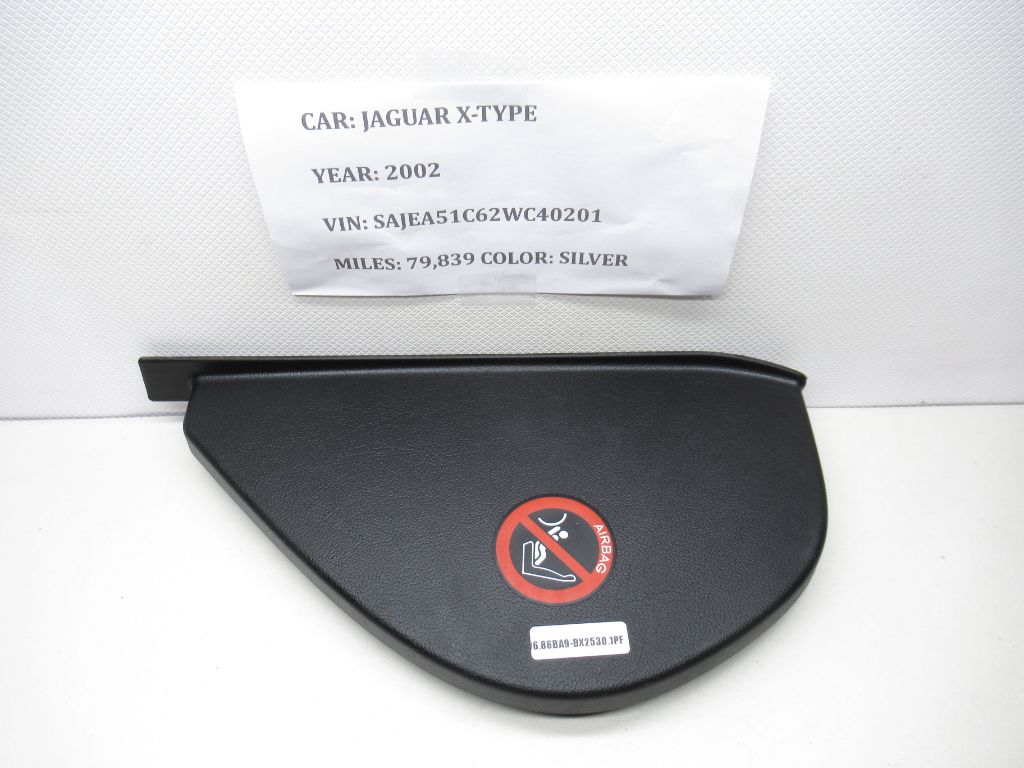 CAR: JAGUAR X-TYPE
YEAR: 2002
VIN: SAJEA51C62WC40201
MILES: 79,839 COLOR: SILVER
AIRBAG
6.86BA9-BX2530.1PF